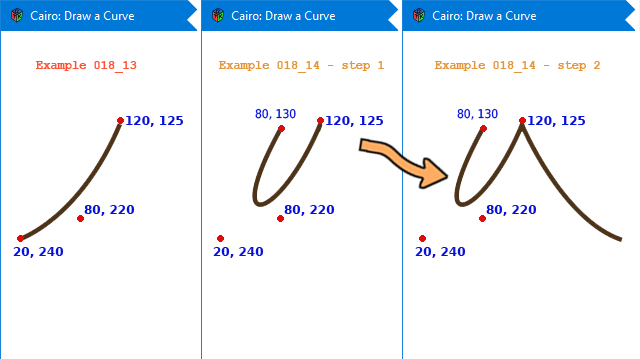 Cairo: Draw a Curve
Example 018_13
120, 125
80, 220
20, 240
Cairo: Draw a Curve
Example 018_14 - step 1
80, 130
120, 125
80, 220
20, 240
Cairo: Draw a Curve
Example 018_14 - step 2
80, 130
120, 125
80, 220
20, 240